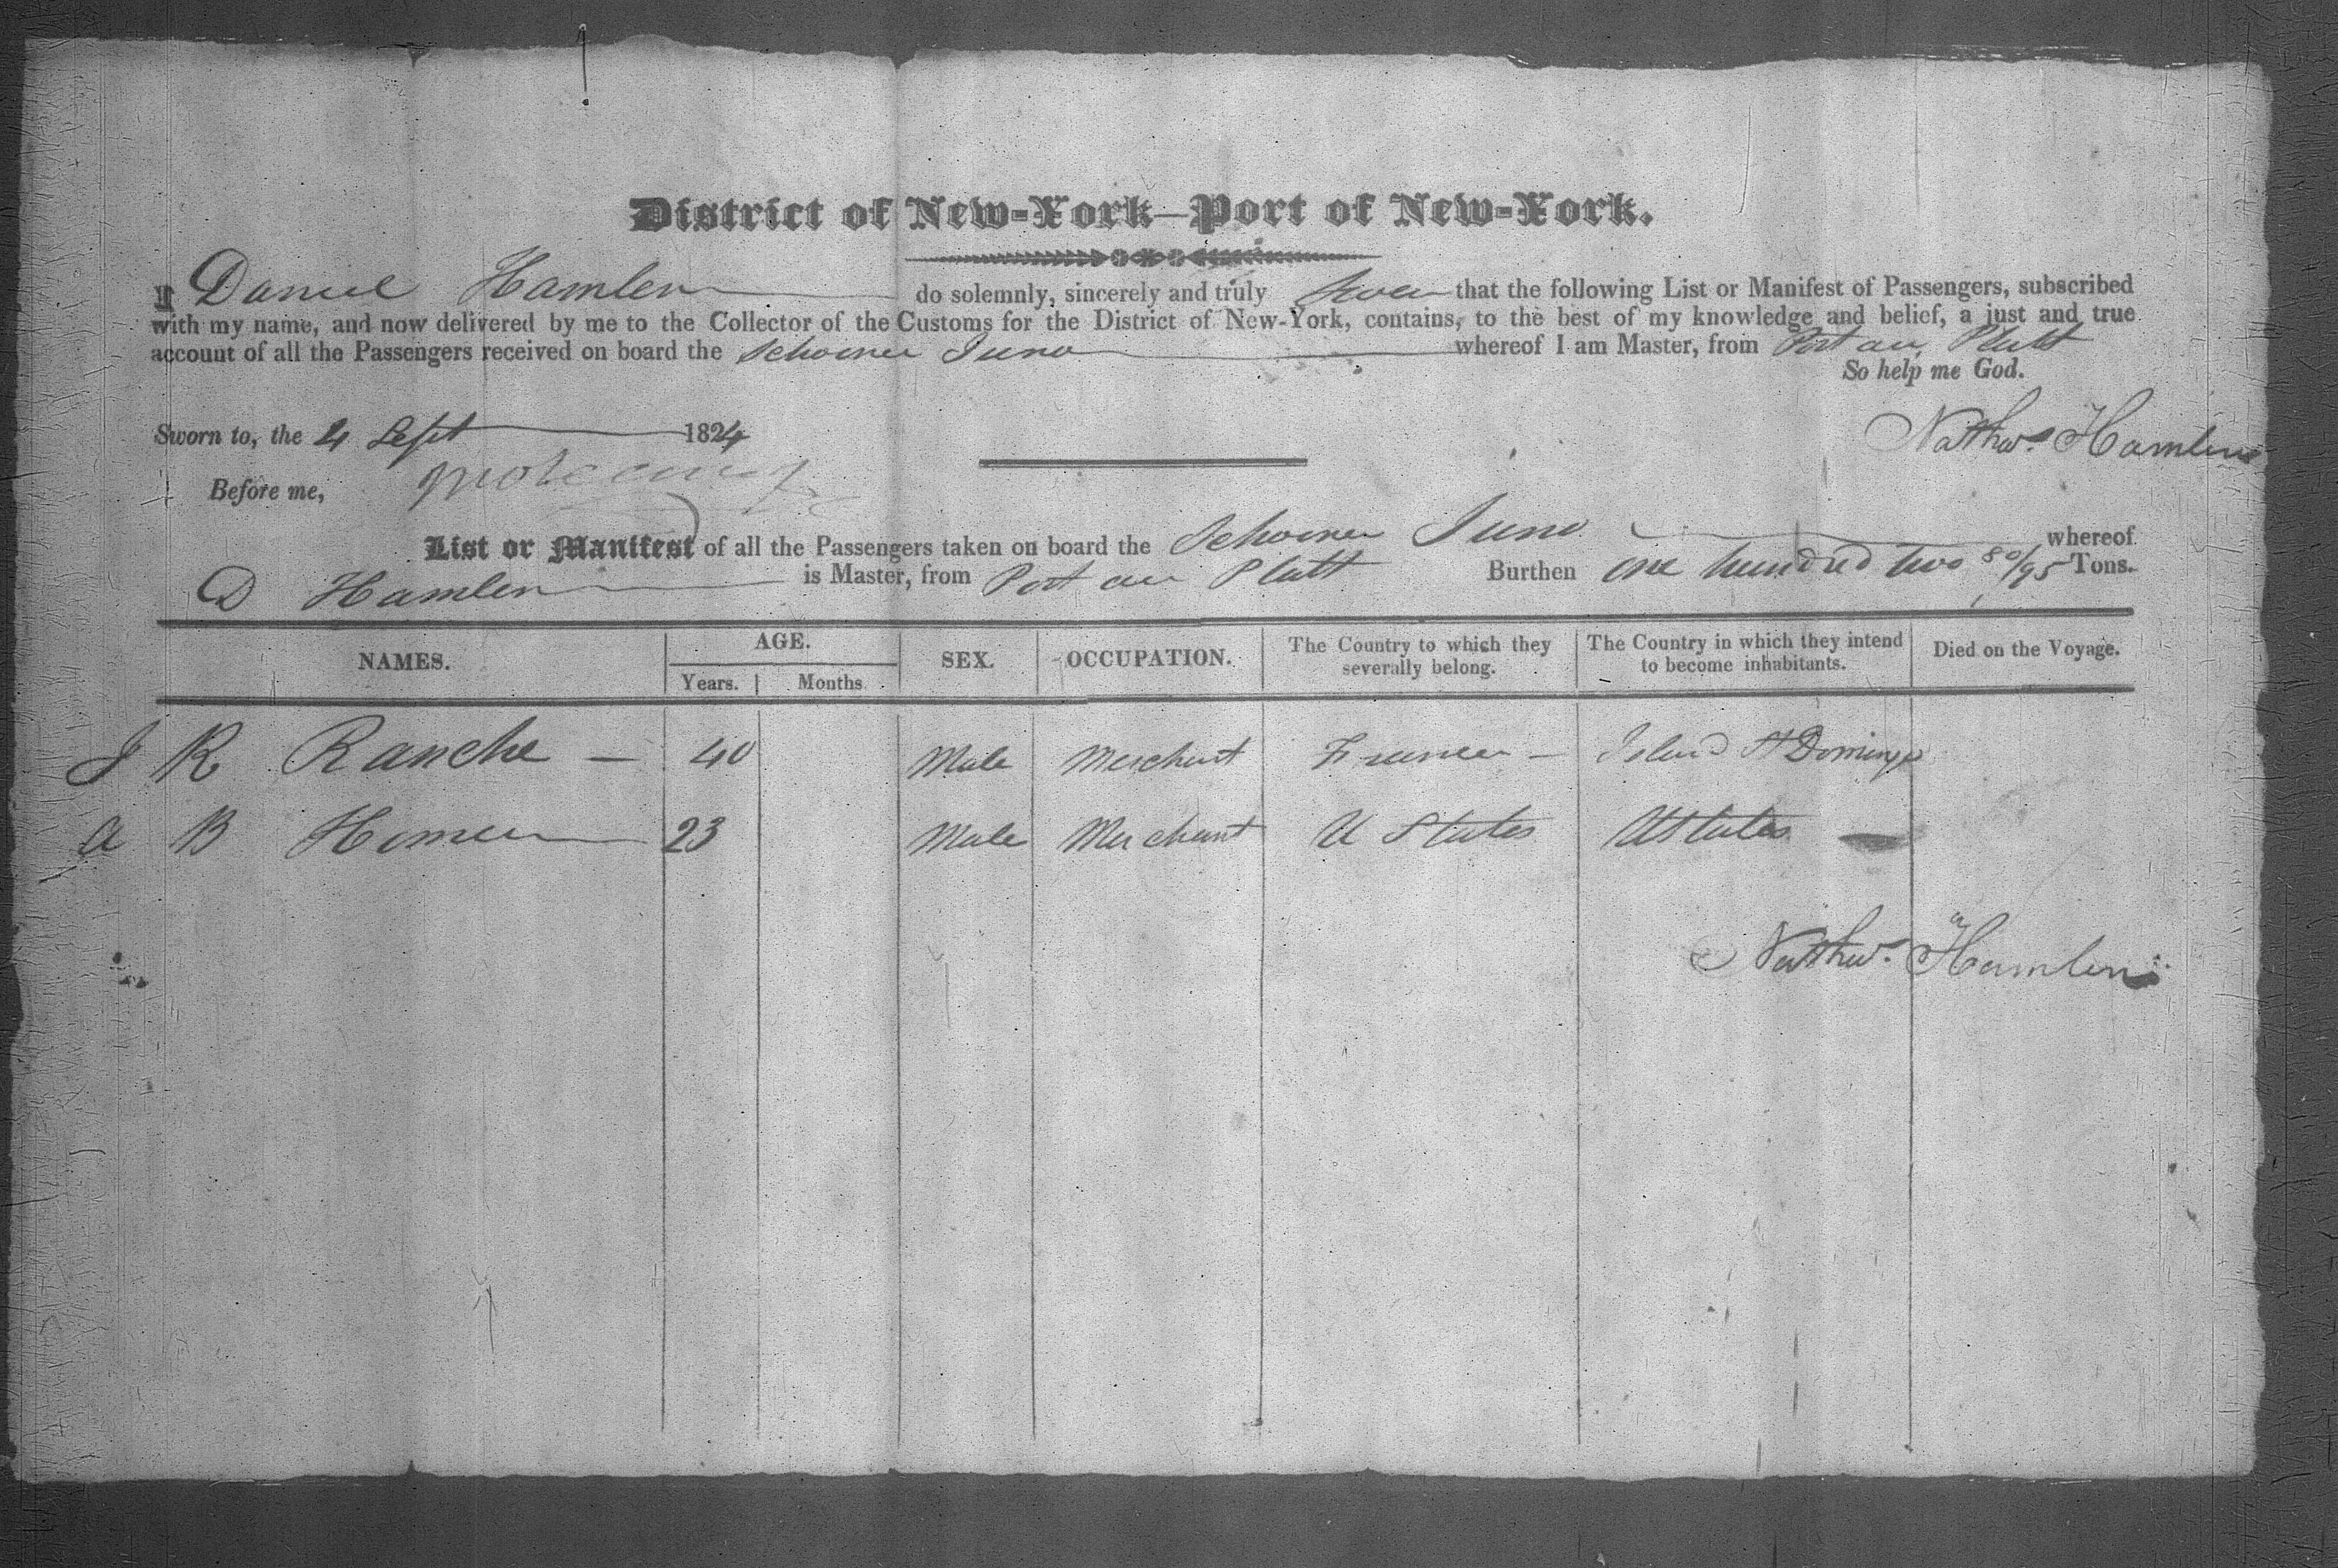 District of New-York—Port of New-York.
I Daniel Hamlen do solemnly, sincerely and truly that the following List or Manifest of Passengers, subscribed
with my name, and now delivered by me to the Collector of the Customs for the District of New-York, contains, to the best of my knowledge and belief, a just and true
account of all the Passengers received on board the Schooner Juno whereof I am Master, from Port au Platt
So help me God.
Sworn to, the 4 Sept 1824
Nathn. Hamlen
Before me,
List or Manifest of all the Passengers taken on board the Schooner Juno whereof
D Hamlen is Master, from Port au Platt Burthen one hundred two 80/95 Tons.
NAMES. AGE. Years. Months SEX. OCCUPATION. The Country to which they severally belong. The Country in which they intend to become inhabitants. Died on the Voyage.
J R Ranche — 40 Male Merchant France — Island St Domingo
A B 23 Male Merchant U States U States
Nathn. Hamlen